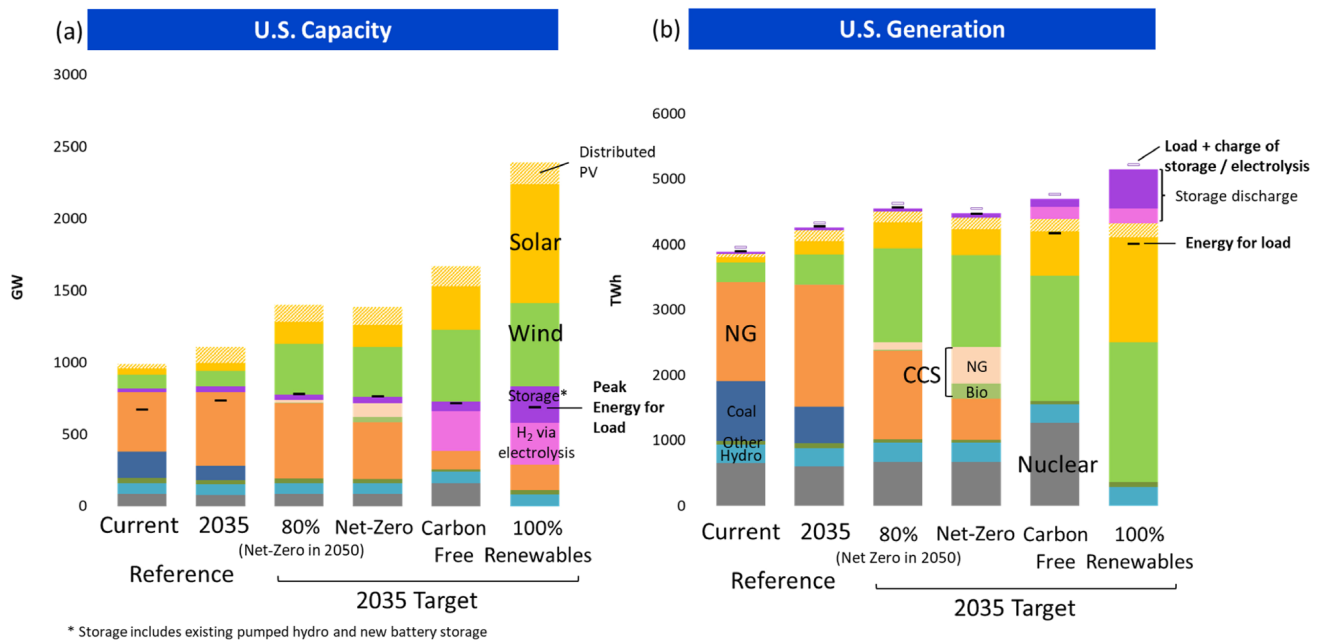 (a)
U.S. Capacity
3000
2500
2000
1500
1000
500
0
GW
Distributed
PV
Solar
Wind
Storage*
H2 via
electrolysis
Peak
Energy for
Load
Current
2035
80%
(Net-Zero in 2050)
Net-Zero
Carbon
Free
100%
Renewables
Reference
2035 Target
* Storage includes existing pumped hydro and new battery storage
(b)
U.S. Generation
6000
5000
4000
3000
2000
1000
0
TWh
Load + charge of
storage / electrolysis
Storage discharge
Energy for load
NG
Coal
Other
Hydro
CCS
NG
Bio
Nuclear
Current
2035
80%
(Net Zero in 2050)
Net-Zero
Carbon
Free
100%
Renewables
Reference
2035 Target